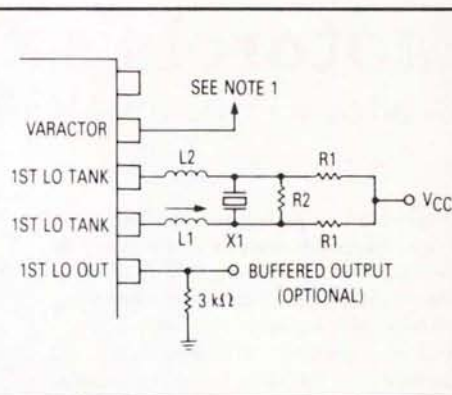 SEE NOTE 1
VARACTOR
L2
R1
1ST LO TANK
R2
VCC
1ST LO TANK
L1
X1
R1
1ST LO OUT
BUFFERED OUTPUT
(OPTIONAL)
3 kΩ